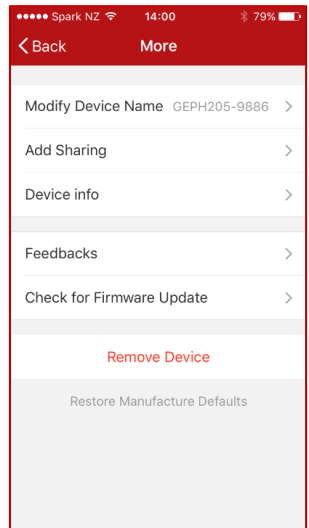 Spark NZ 14:00 79%
Back More
Modify Device Name GEPH205-9886
Add Sharing
Device info
Feedbacks
Check for Firmware Update
Remove Device
Restore Manufacture Defaults